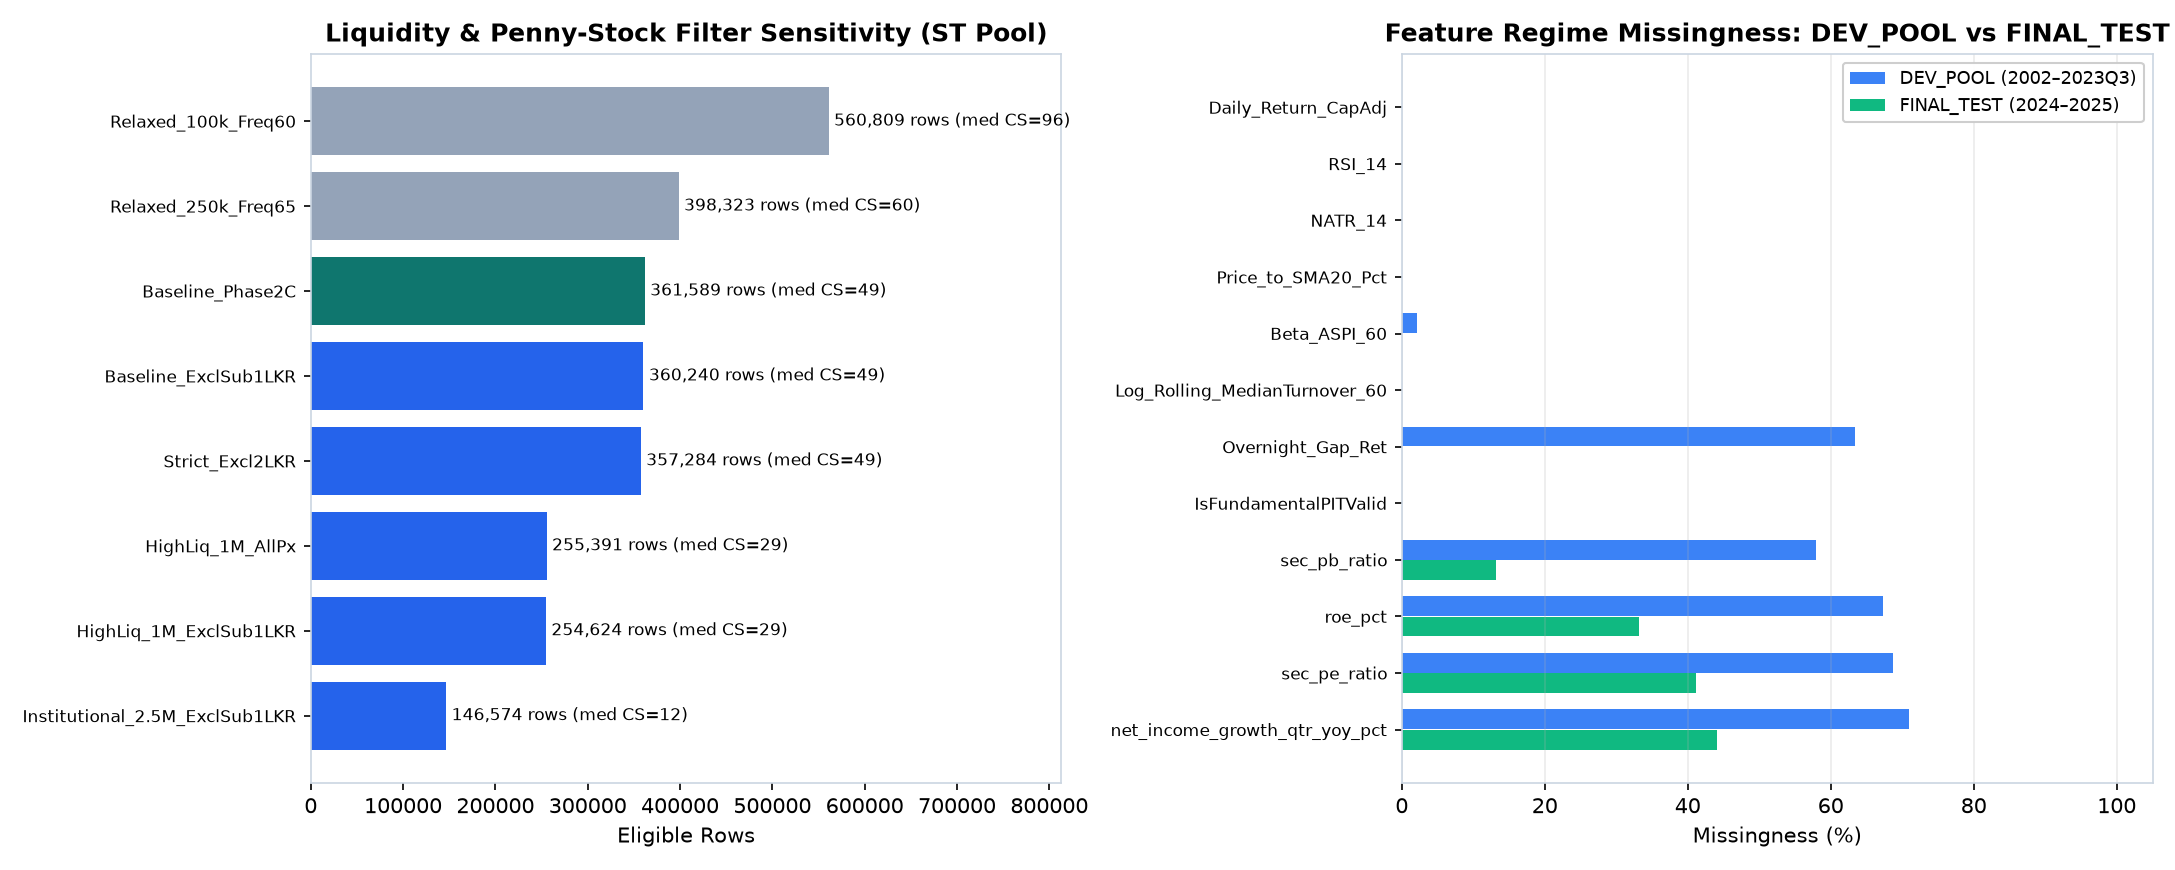 Liquidity & Penny-Stock Filter Sensitivity (ST Pool)
Relaxed_100k_Freq60
560,809 rows (med CS=96)
Relaxed_250k_Freq65
398,323 rows (med CS=60)
Baseline_Phase2C
361,589 rows (med CS=49)
Baseline_ExclSub1LKR
360,240 rows (med CS=49)
Strict_Excl2LKR
357,284 rows (med CS=49)
HighLiq_1M_AllPx
255,391 rows (med CS=29)
HighLiq_1M_ExclSub1LKR
254,624 rows (med CS=29)
Institutional_2.5M_ExclSub1LKR
146,574 rows (med CS=12)
0 100000 200000 300000 400000 500000 600000 700000 800000
Eligible Rows
Feature Regime Missingness: DEV_POOL vs FINAL_TEST
DEV_POOL (2002–2023Q3)
FINAL_TEST (2024–2025)
Daily_Return_CapAdj
RSI_14
NATR_14
Price_to_SMA20_Pct
Beta_ASPI_60
Log_Rolling_MedianTurnover_60
Overnight_Gap_Ret
IsFundamentalPITValid
sec_pb_ratio
roe_pct
sec_pe_ratio
net_income_growth_qtr_yoy_pct
0 20 40 60 80 100
Missingness (%)